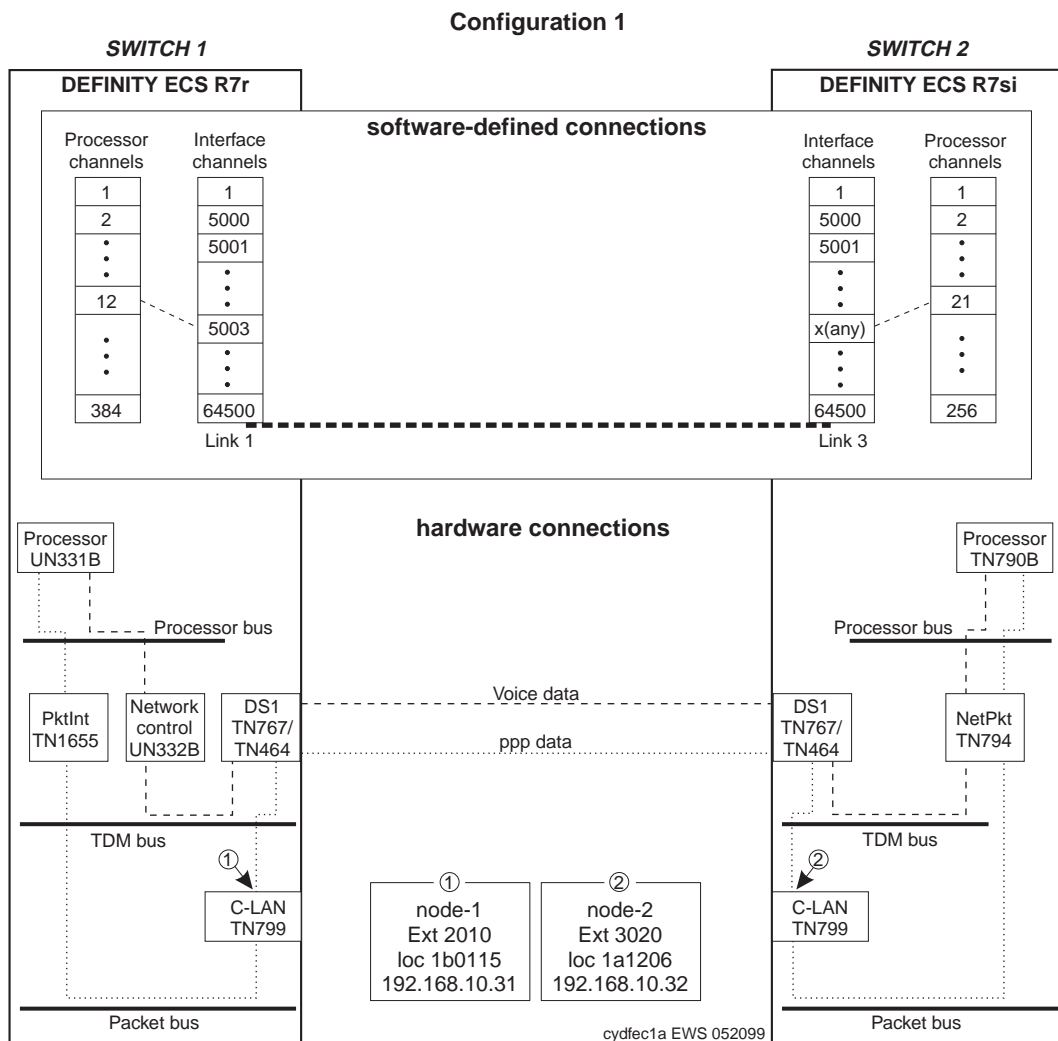 Configuration 1
SWITCH 1
SWITCH 2
DEFINITY ECS R7r
DEFINITY ECS R7si
software-defined connections
Processor
channels
Interface
channels
Interface
channels
Processor
channels
1
2
12
384
1
5000
5001
5003
64500
1
5000
5001
x(any)
64500
1
2
21
256
Link 1
Link 3
hardware connections
Processor
UN331B
Processor
TN790B
Processor bus
Processor bus
PktInt
TN1655
Network
control
UN332B
DS1
TN767/
TN464
Voice data
ppp data
DS1
TN767/
TN464
NetPkt
TN794
TDM bus
TDM bus
1
2
C-LAN
TN799
1
node-1
Ext 2010
loc 1b0115
192.168.10.31
2
node-2
Ext 3020
loc 1a1206
192.168.10.32
C-LAN
TN799
Packet bus
Packet bus
cydfec1a EWS 052099